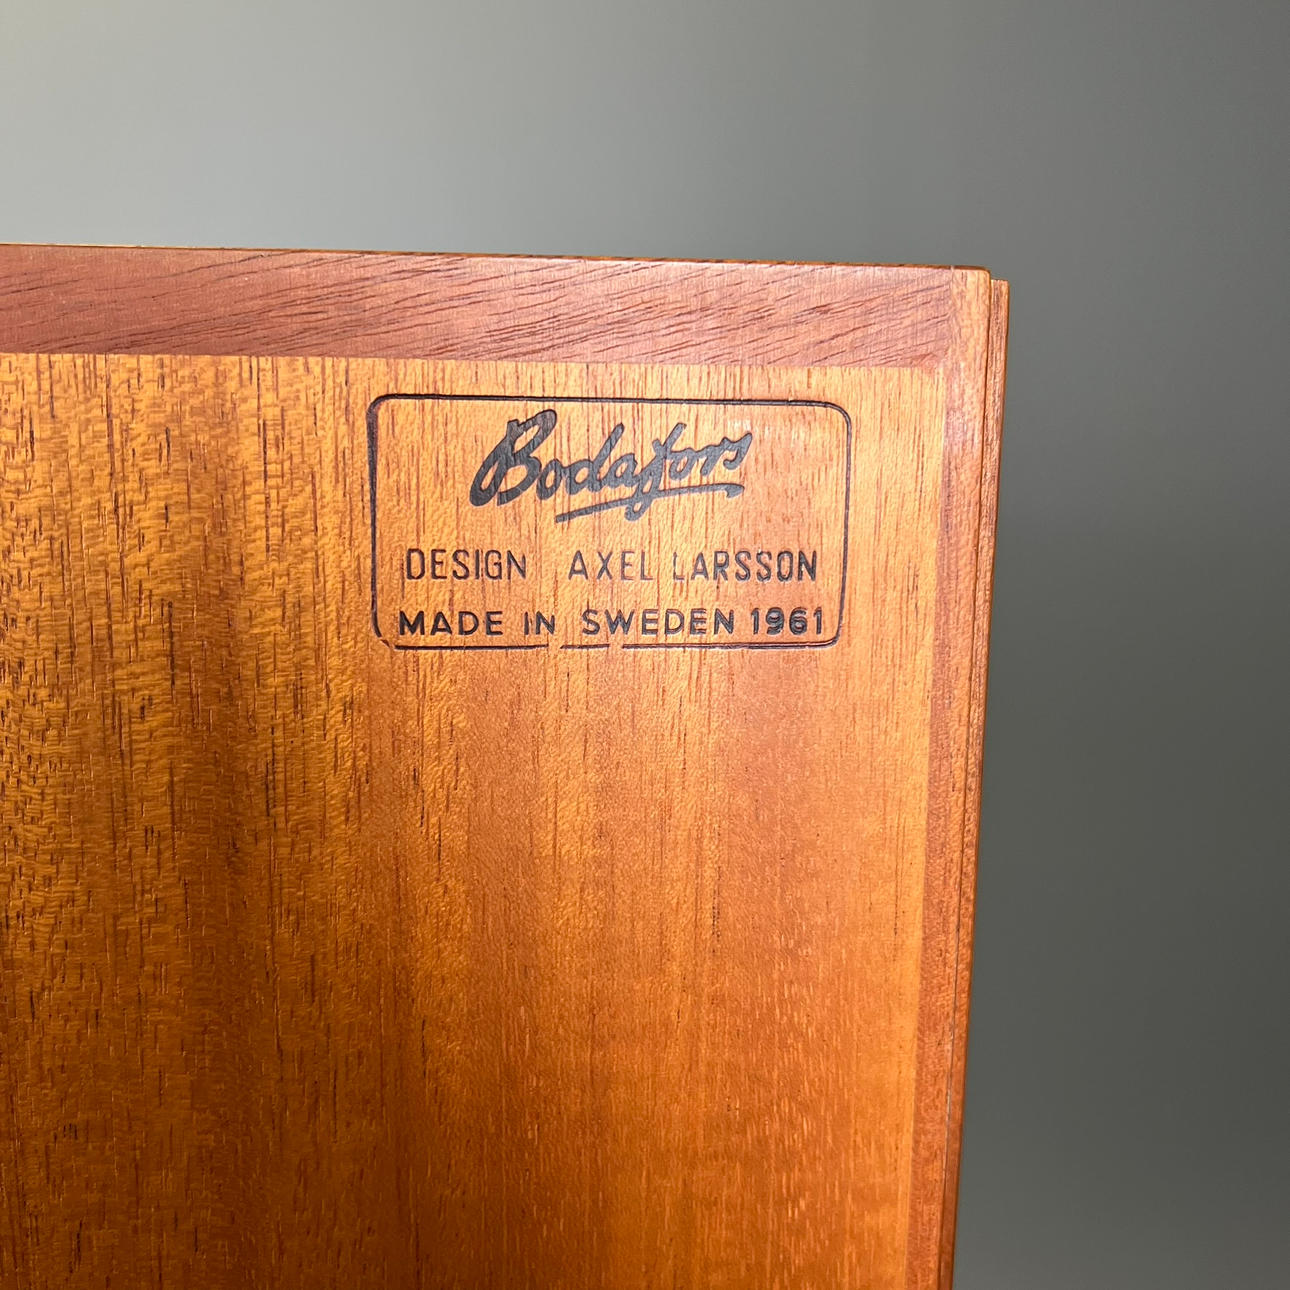 Bodafors
DESIGN AXEL LARSSON
MADE IN SWEDEN 1961